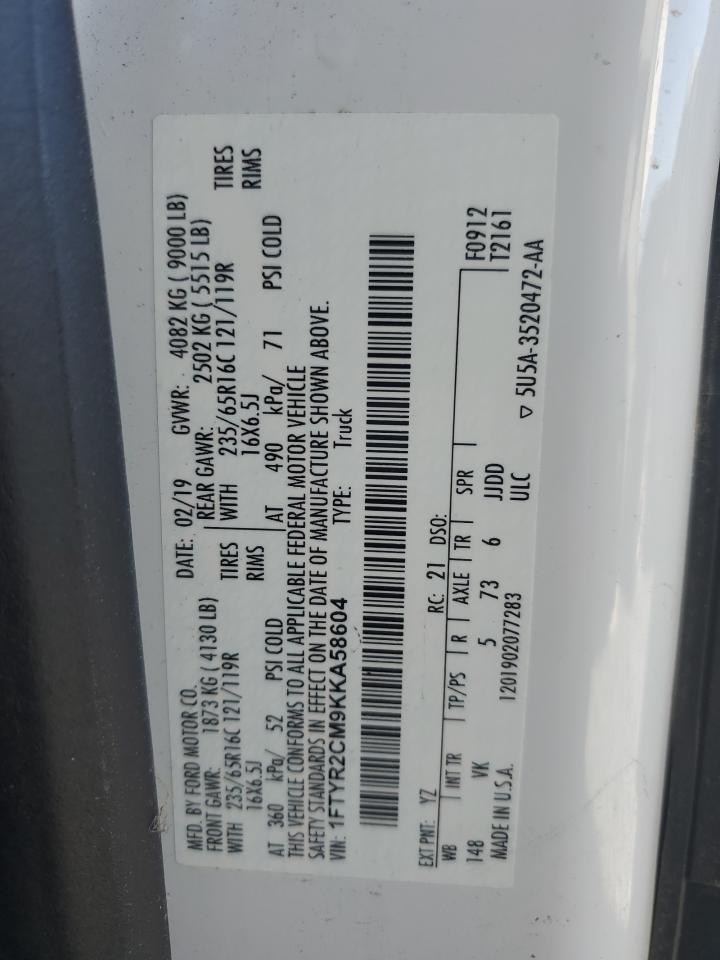 MFD. BY FORD MOTOR CO. DATE: 02/19 GVWR: 4082 KG ( 9000 LB)
FRONT GAWR: 1873 KG ( 4130 LB) REAR GAWR: 2502 KG ( 5515 LB)
WITH 235/65R16C 121/119R TIRES WITH 235/65R16C 121/119R TIRES
16X6.5J RIMS 16X6.5J RIMS
AT 360 kPa/ 52 PSI COLD AT 490 kPa/ 71 PSI COLD
THIS VEHICLE CONFORMS TO ALL APPLICABLE FEDERAL MOTOR VEHICLE
SAFETY STANDARDS IN EFFECT ON THE DATE OF MANUFACTURE SHOWN ABOVE.
VIN: 1FTYR2CM9KKA58604 TYPE: Truck
EXT PNT: YZ RC: 21 DSO:
WB INT TR TP/PS R AXLE TR SPR F0912
148 VK 5 73 6 JJDD T2161
MADE IN U.S.A. 1201902077283 ULC
5U5A-3520472-AA